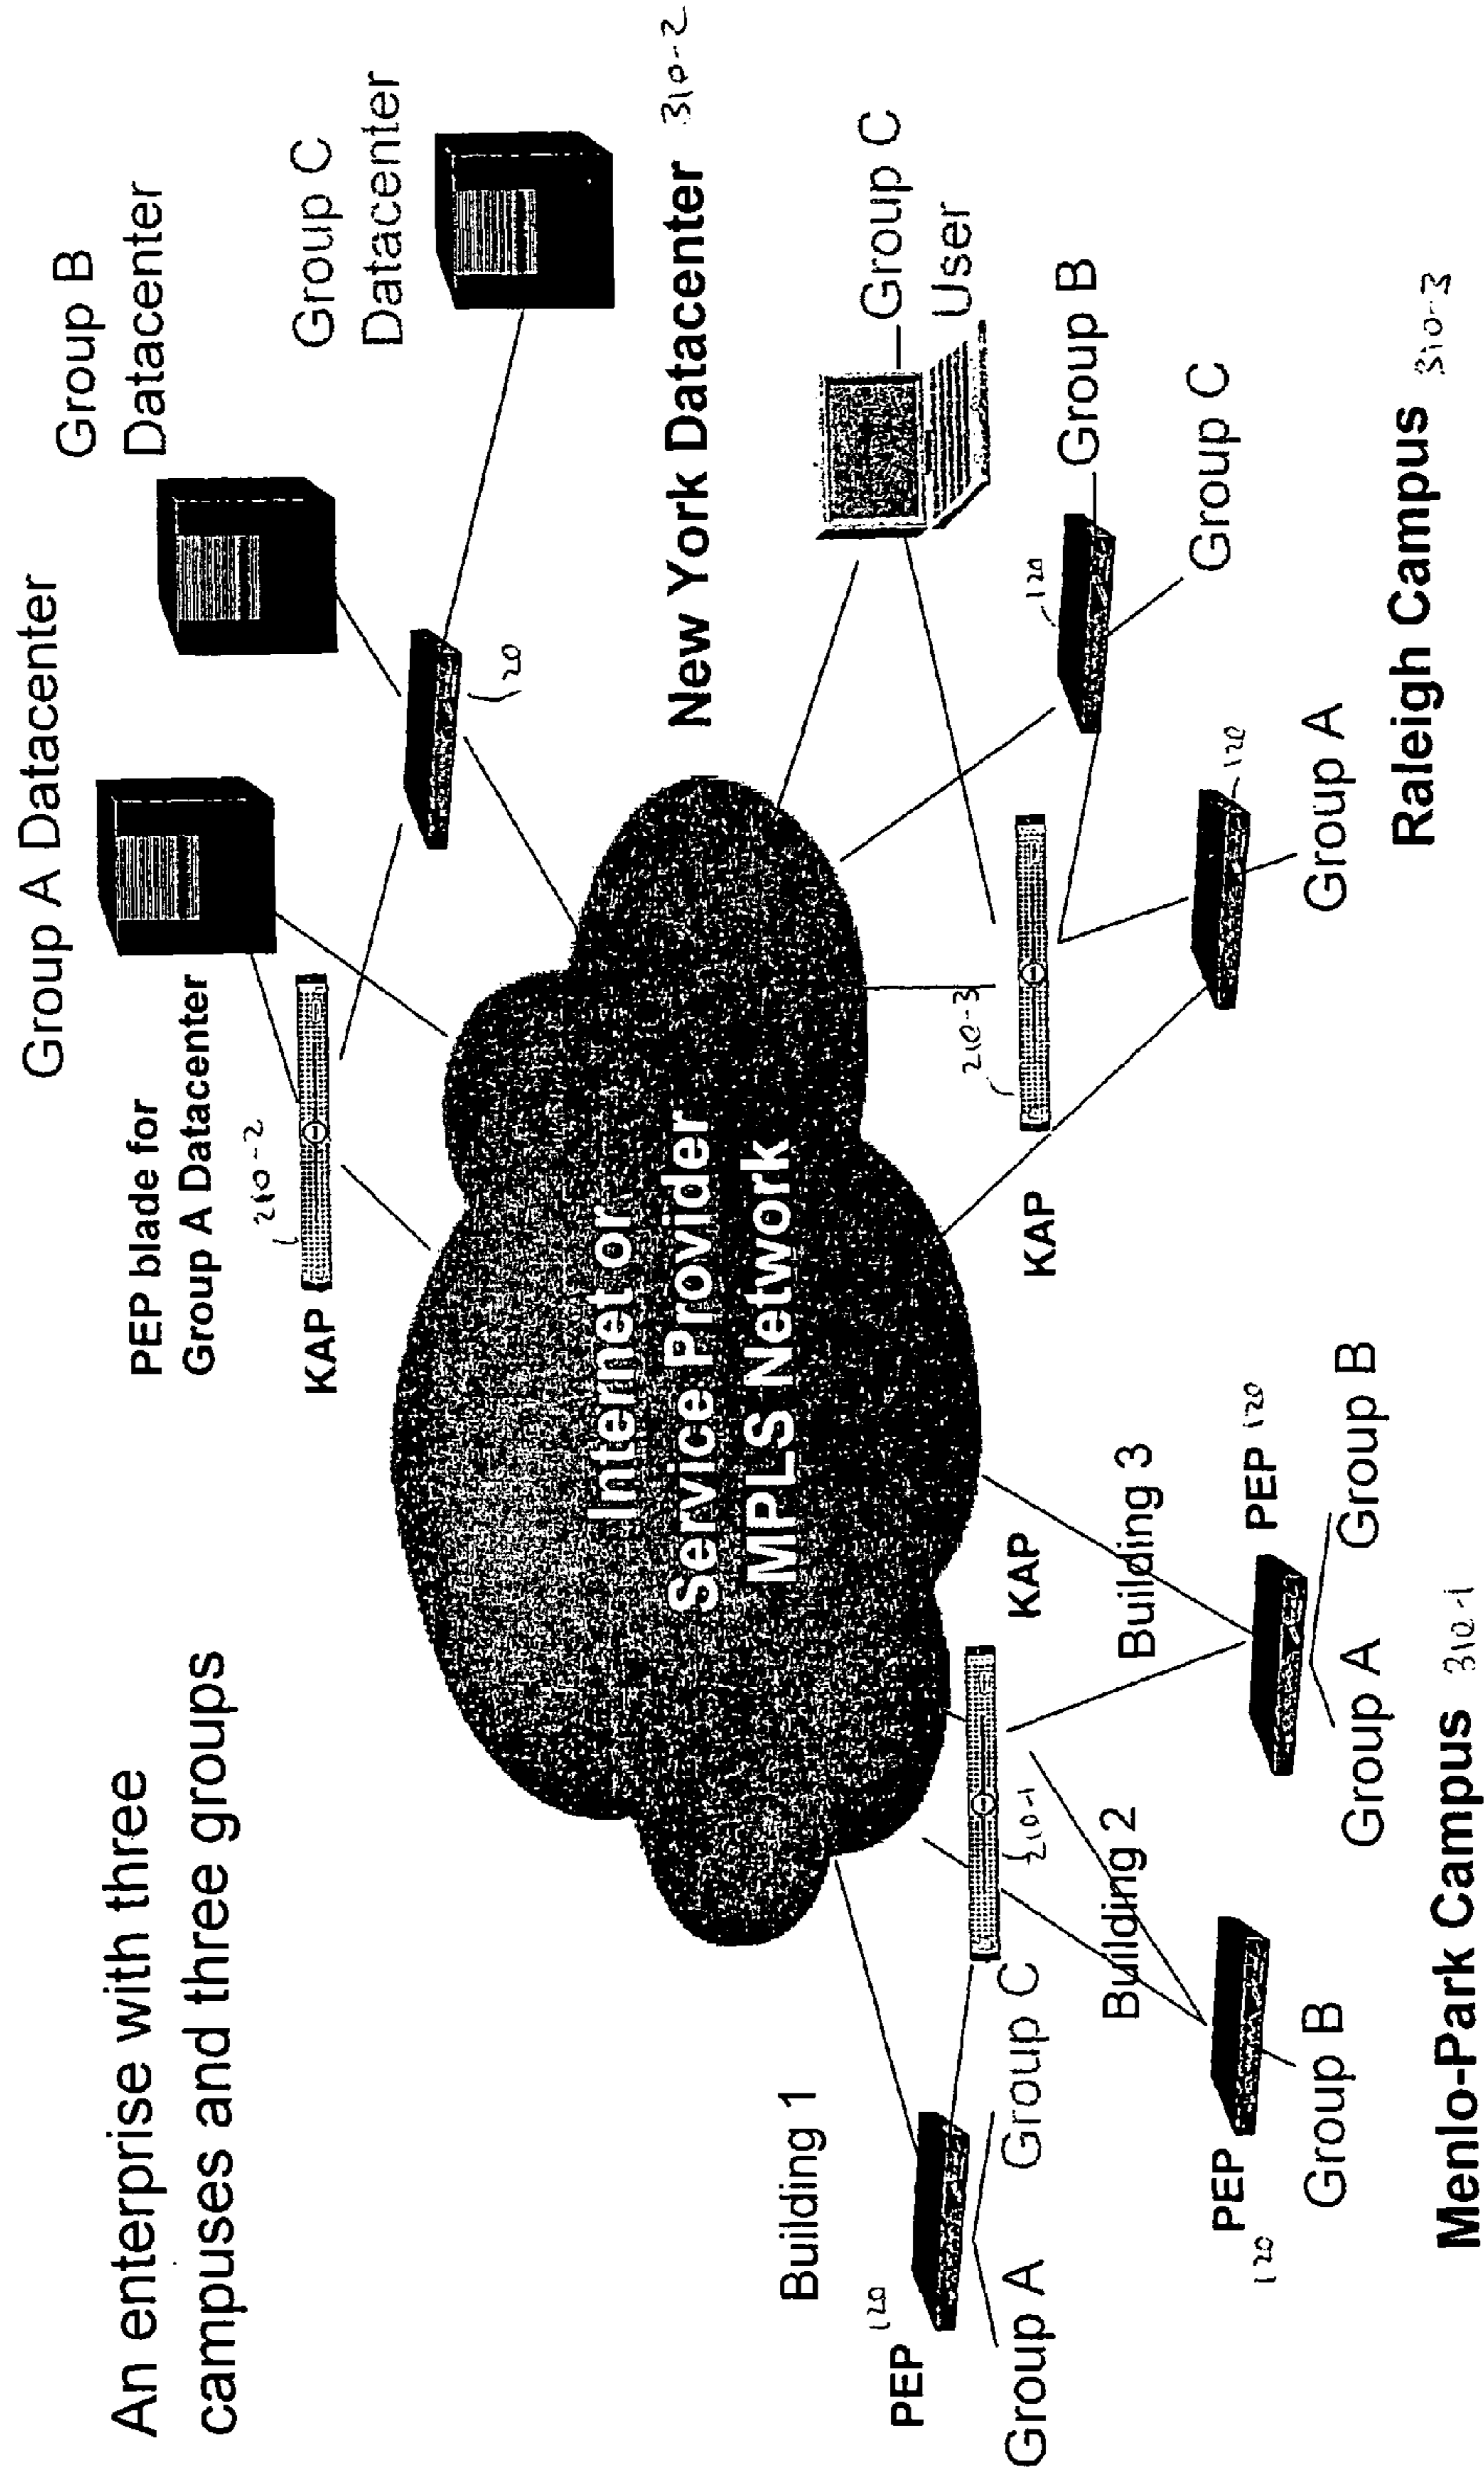 An enterprise with three
campuses and three groups
Group A Datacenter
Group B
Datacenter
Group C
Datacenter
PEP blade for
Group A Datacenter
210-2
KAP
20
New York Datacenter 310-2
Internet or
Service Provider
MPLS Network
Building 1
120
PEP
Group A
Group C
210-1
KAP
Building 2
PEP
120
Group B
Building 3
PEP 120
Group A
Group B
Menlo-Park Campus 310-1
210-3
KAP
Group C
User
120
Group B
Group C
120
Group A
Raleigh Campus 310-3